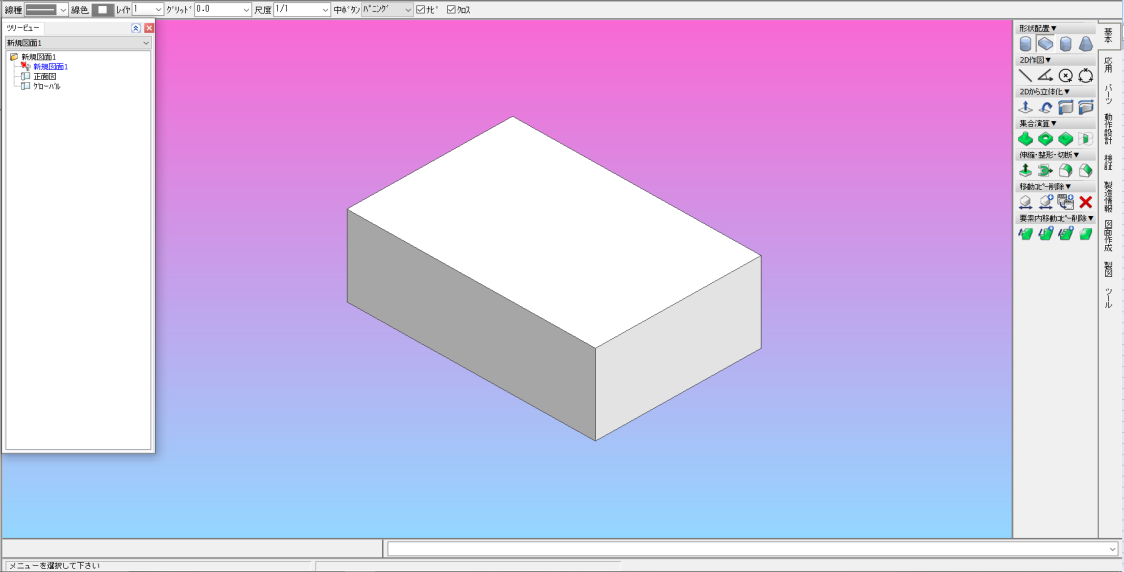 線種 線色 レイヤ 1 グリッド 0.0 尺度 1/1 中ボタン パニング ナビ クロス
ツリービュー
新規図面1
新規図面1
新規図面1
正面図
グローバル
形状配置▼
2D作図▼
2Dから立体化▼
集合演算▼
伸縮・整形・切断▼
移動コピー削除▼
要素内移動コピー削除▼
基本
応用
パーツ
動作設計
検証
製造情報
図面作成
製図
ツール
メニューを選択して下さい